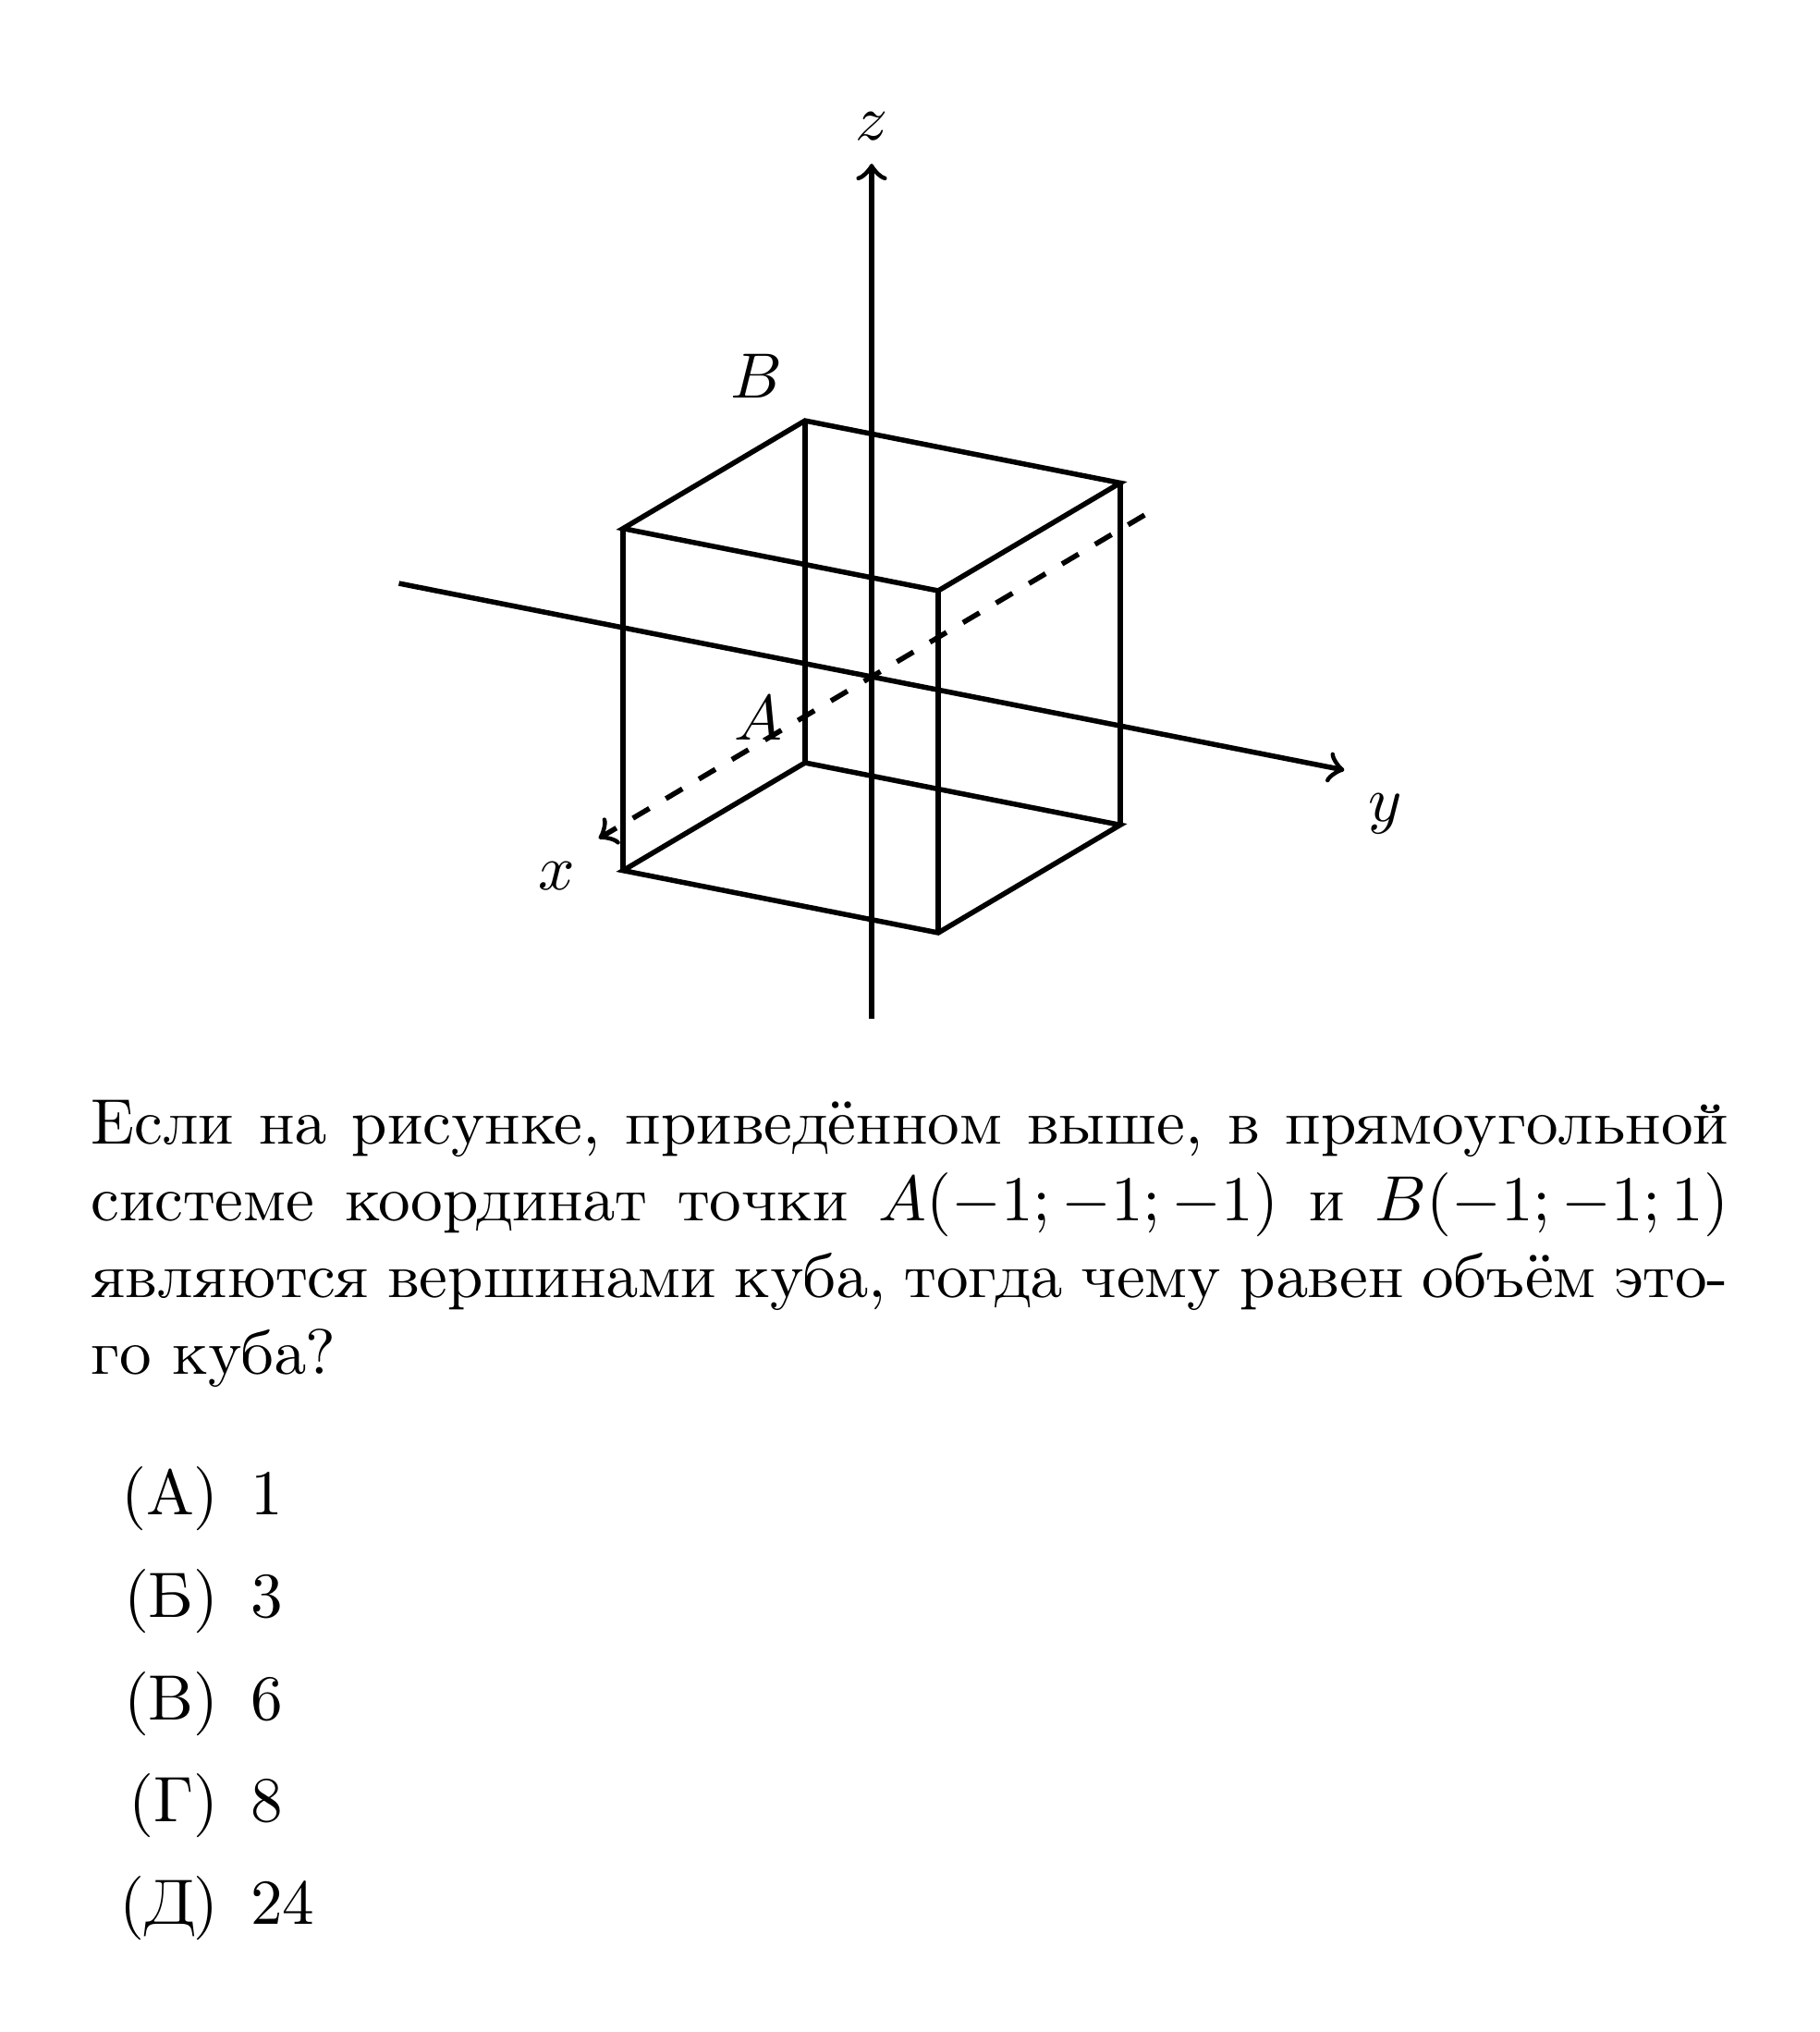 z
B
A
y
x
Если на рисунке, приведённом выше, в прямоугольной
системе координат точки A(−1; −1; −1) и B(−1; −1; 1)
являются вершинами куба, тогда чему равен объём это-
го куба?
(А) 1
(Б) 3
(В) 6
(Г) 8
(Д) 24